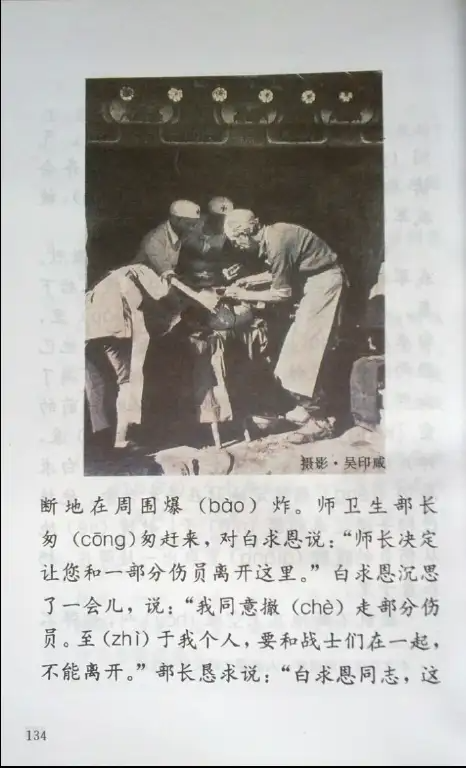 摄影·吴印咸
断地在周围爆（bào）炸。师卫生部长
匆（cōng）匆赶来，对白求恩说：“师长决定
让您和一部分伤员离开这里。”白求恩沉思
了一会儿，说：“我同意撤（chè）走部分伤
员。至（zhì）于我个人，要和战士们在一起，
不能离开。”部长恳求说：“白求恩同志，这
134